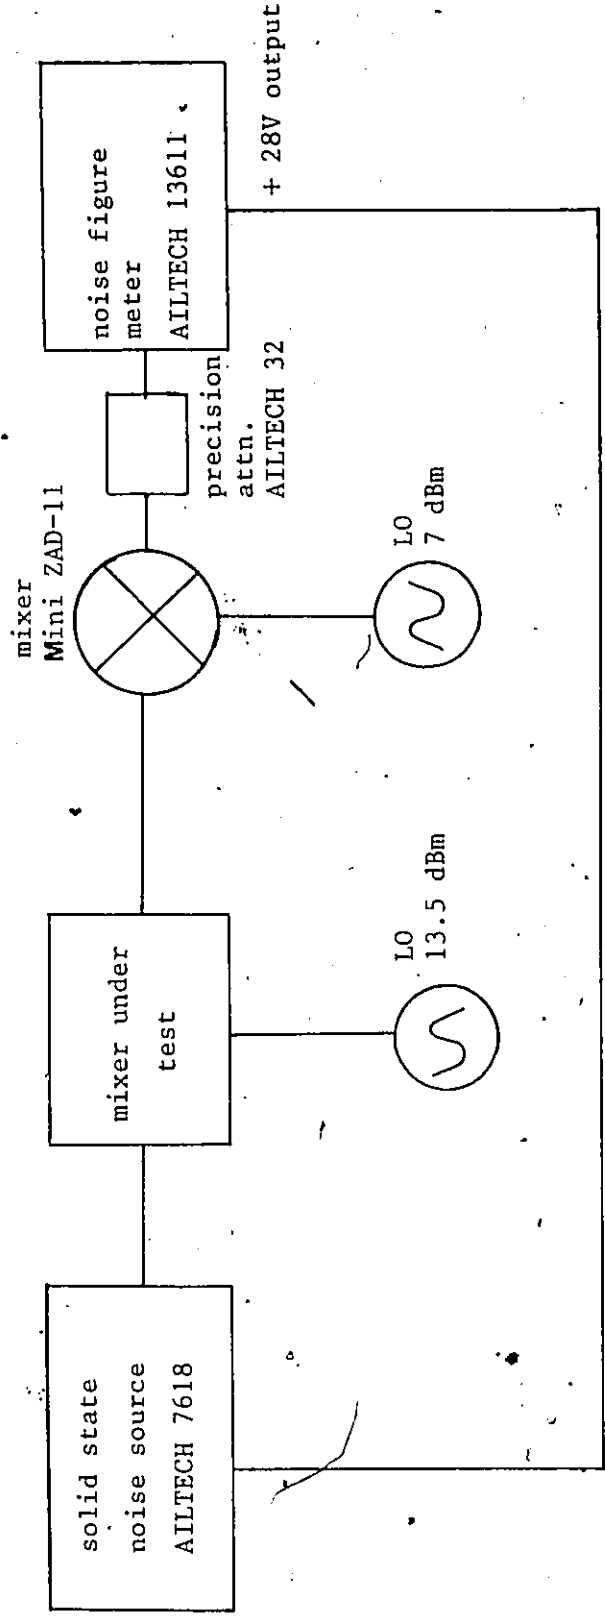 solid state
noise source
AILTECH 7618
mixer under
test
LO
13.5 dBm
mixer
Mini ZAD-11
LO
7 dBm
precision
attn.
AILTECH 32
noise figure
meter
AILTECH 13611
+ 28V output